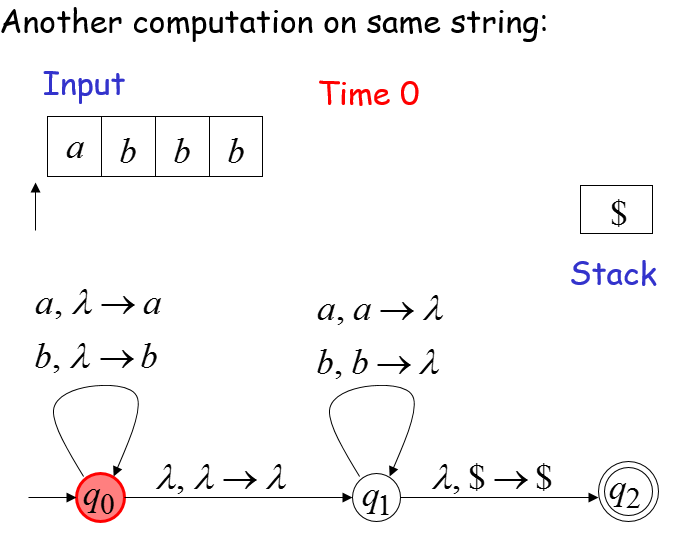 Another computation on same string:
Input
Time 0
a b b b
$
Stack
a, λ → a
a, a → λ
b, λ → b
b, b → λ
λ, λ → λ
λ, $ → $
q0
q1
q2